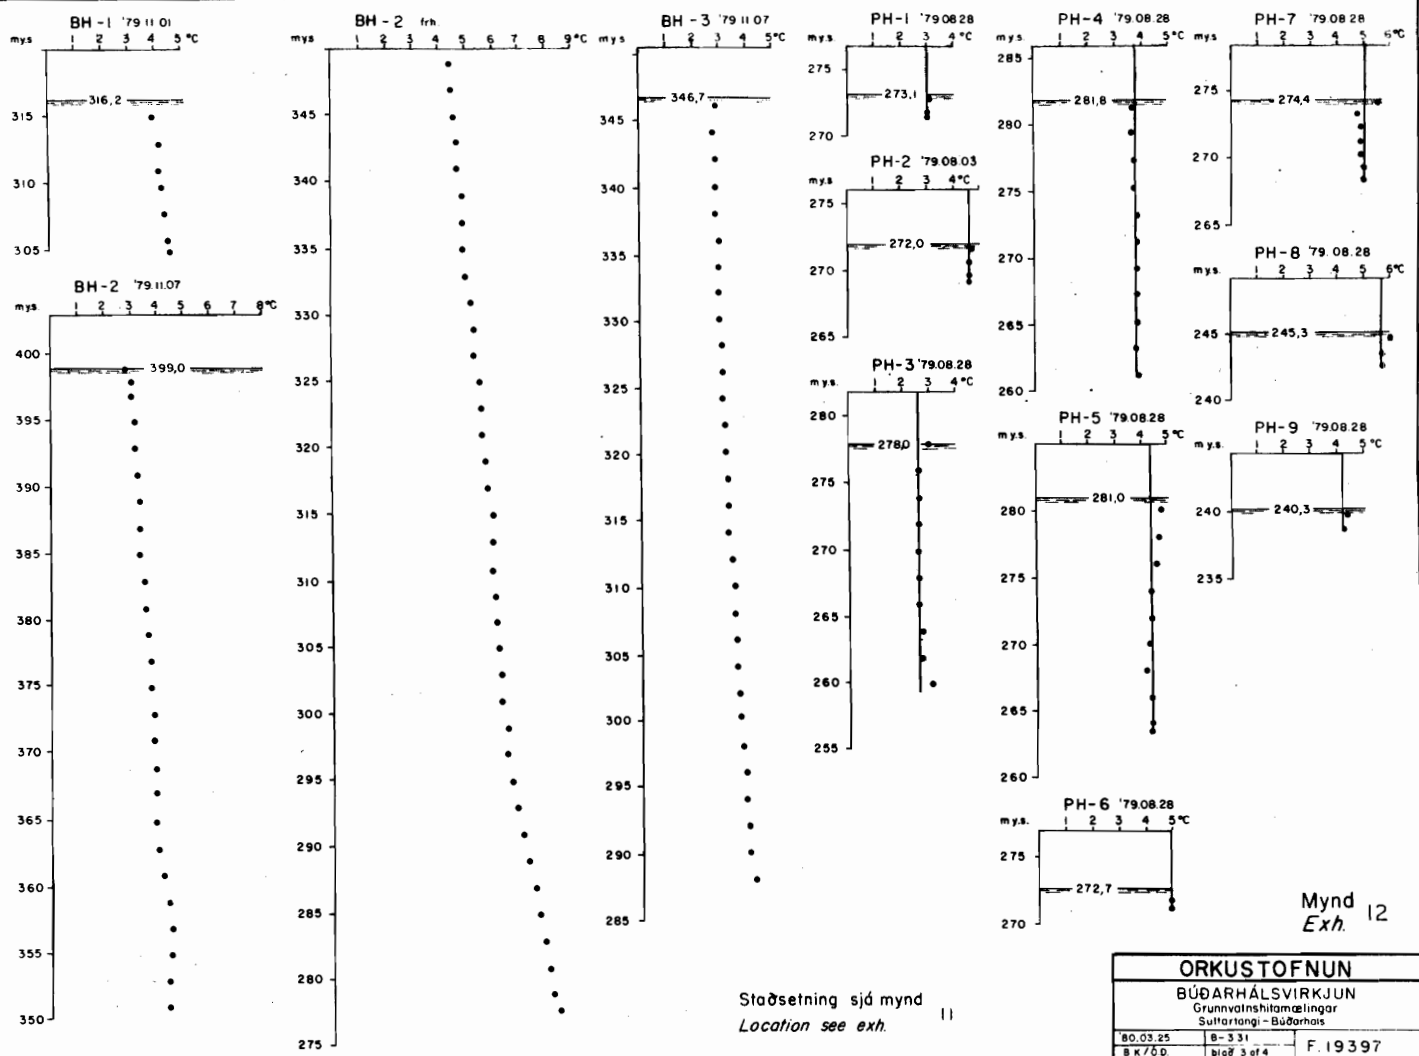 BH-1 '79 11 01
m.y.s. 1 2 3 4 5°C
316,2
315
310
305
BH-2 '79.11.07
m.y.s. 1 2 3 4 5 6 7 8°C
400
399,0
395
390
385
380
375
370
365
360
355
350
BH-2 frh.
m.y.s. 1 2 3 4 5 6 7 8 9°C
345
340
335
330
325
320
315
310
305
300
295
290
285
280
275
BH-3 '79 11 07
m.y.s. 1 2 3 4 5°C
346,7
345
340
335
330
325
320
315
310
305
300
295
290
285
PH-1 '79 08 28
m.y.s. 1 2 3 4°C
275
273,1
270
PH-2 '79.08.03
m.y.s. 1 2 3 4°C
275
272,0
270
265
PH-3 '79.08.28
m.y.s. 1 2 3 4°C
280
278,0
275
270
265
260
255
PH-4 '79.08.28
m.y.s. 1 2 3 4 5°C
285
281,8
280
275
270
265
260
PH-5 '79.08.28
m.y.s. 1 2 3 4 5°C
281,0
280
275
270
265
260
PH-6 '79.08.28
m.y.s. 1 2 3 4 5°C
275
272,7
270
PH-7 '79 08 28
m.y.s. 1 2 3 4 5 6°C
275
274,4
270
265
PH-8 '79. 08.28
m.y.s. 1 2 3 4 5 6°C
245
245,3
240
PH-9 '79.08.28
m.y.s. 1 2 3 4 5°C
240
240,3
235
Staðsetning sjá mynd 11
Location see exh.
Mynd 12
Exh.
ORKUSTOFNUN
BÚÐARHÁLSVIRKJUN
Grunnvatnshitamælingar
Sultartangi - Búðarháls
'80.03.25 B-331 F. 19397
B.K/Ó.D. blað 3 af 4